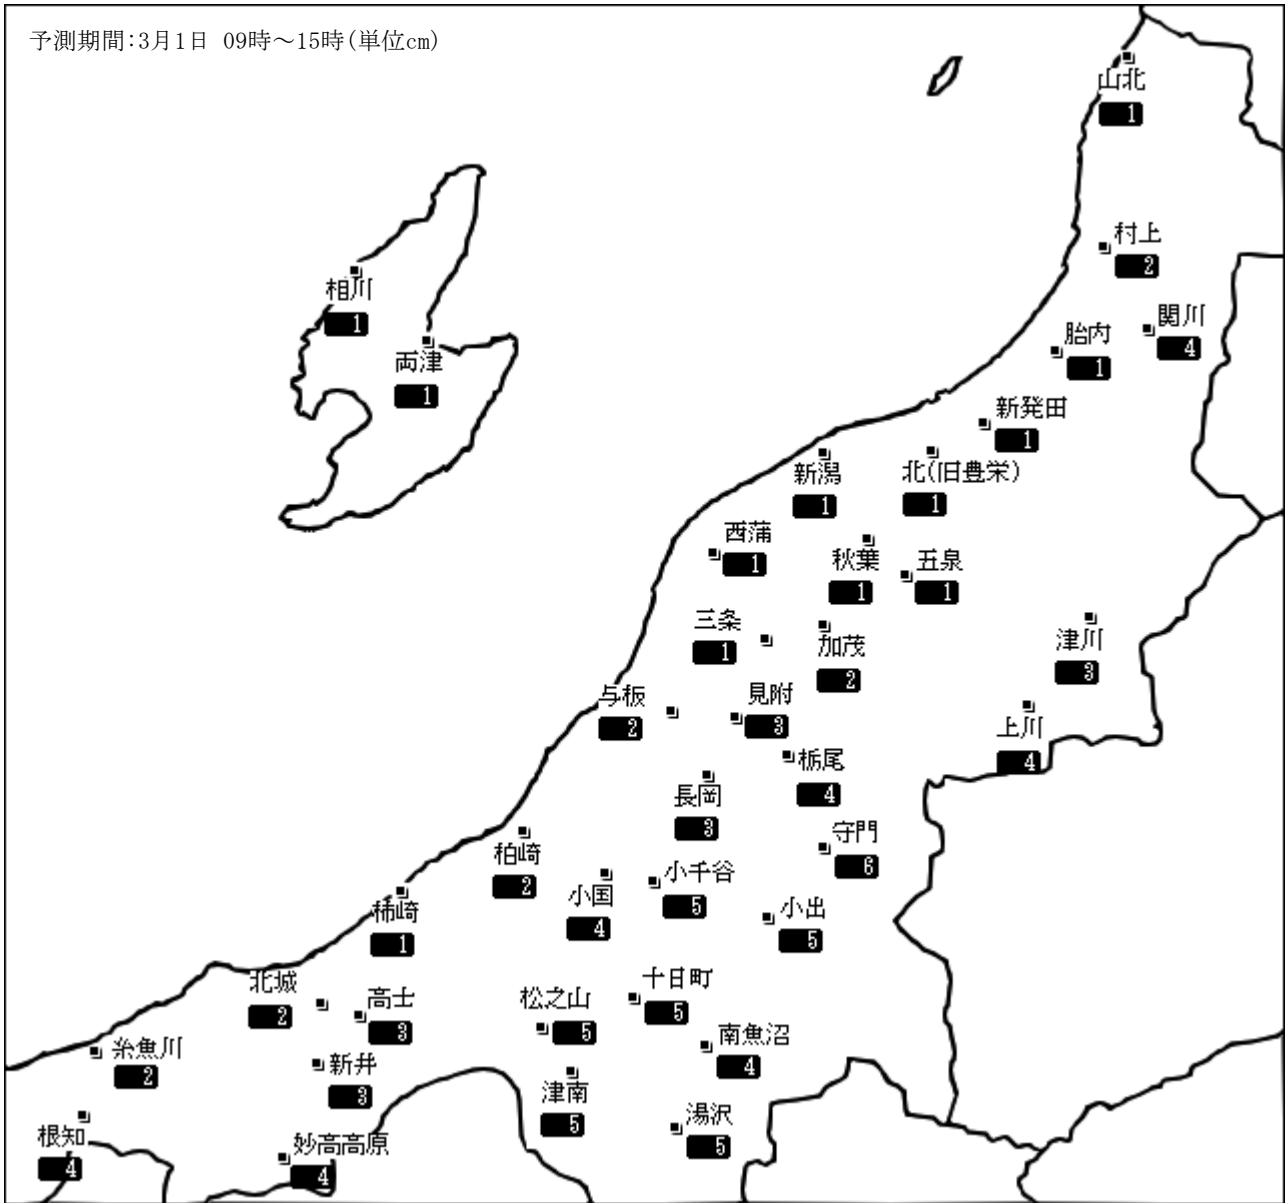 予測期間:3月1日 09時～15時(単位cm)
山北
1
村上
2
相川
1
関川
4
胎内
1
両津
1
新発田
1
新潟
1
北(旧豊栄)
1
西蒲
1
秋葉
1
五泉
1
三条
1
加茂
2
津川
3
与板
2
見附
3
上川
4
栃尾
4
長岡
3
守門
6
柏崎
2
小国
4
小千谷
5
小出
5
柿崎
1
北城
2
高士
3
松之山
5
十日町
5
南魚沼
4
糸魚川
2
新井
3
津南
5
湯沢
5
根知
4
妙高高原
4